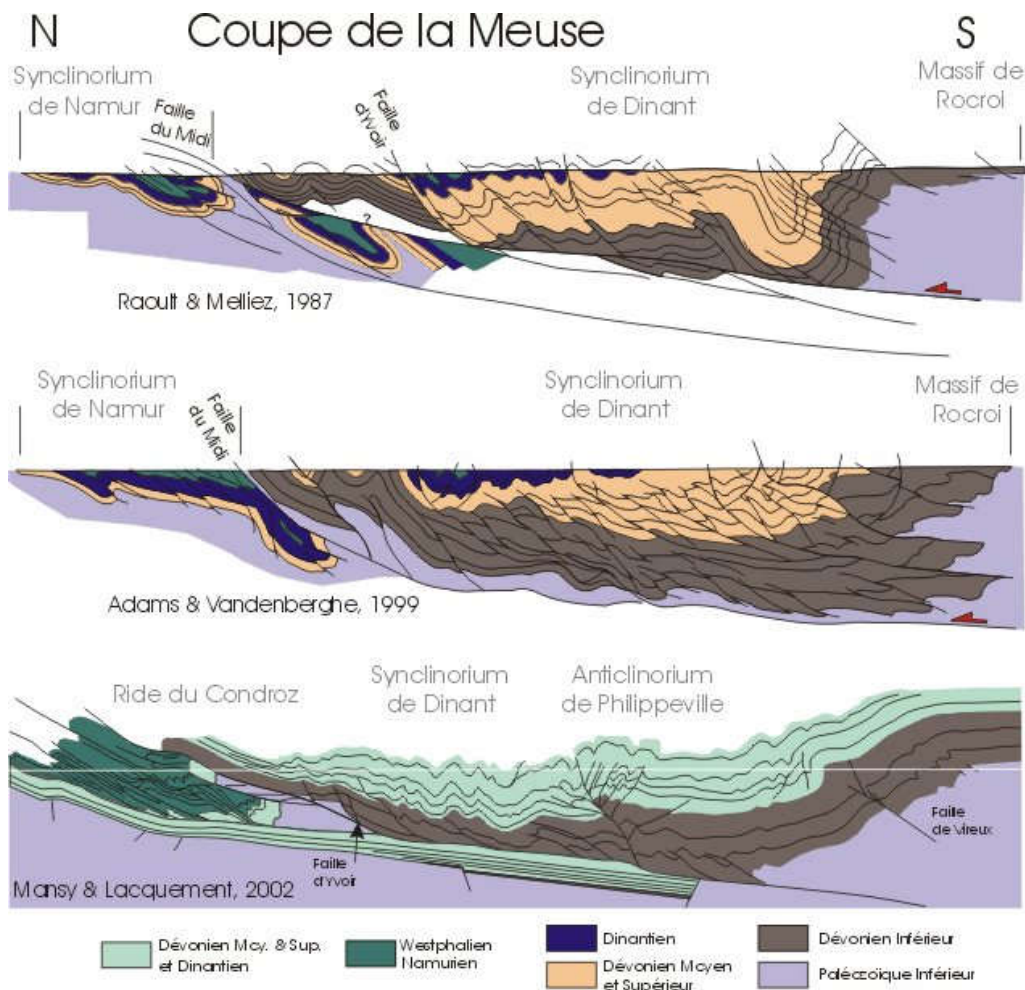 N
Coupe de la Meuse
S
Synclinorium
de Namur
Faille
du Midi
Faille
d'Yvoir
Synclinorium
de Dinant
Massif de
Rocroi
?
Raoult & Melliez, 1987
Synclinorium
de Namur
Faille
du Midi
Synclinorium
de Dinant
Massif de
Rocroi
Adams & Vandenberghe, 1999
Ride du Condroz
Synclinorium
de Dinant
Anticlinorium
de Philippeville
Faille
d'Yvoir
Faille
de Vireux
Mansy & Lacquement, 2002
Dévonien Moy. & Sup.
et Dinantien
Westphalien
Namurien
Dinantien
Dévonien Moyen
et Supérieur
Dévonien Inférieur
Paléozoïque Inférieur